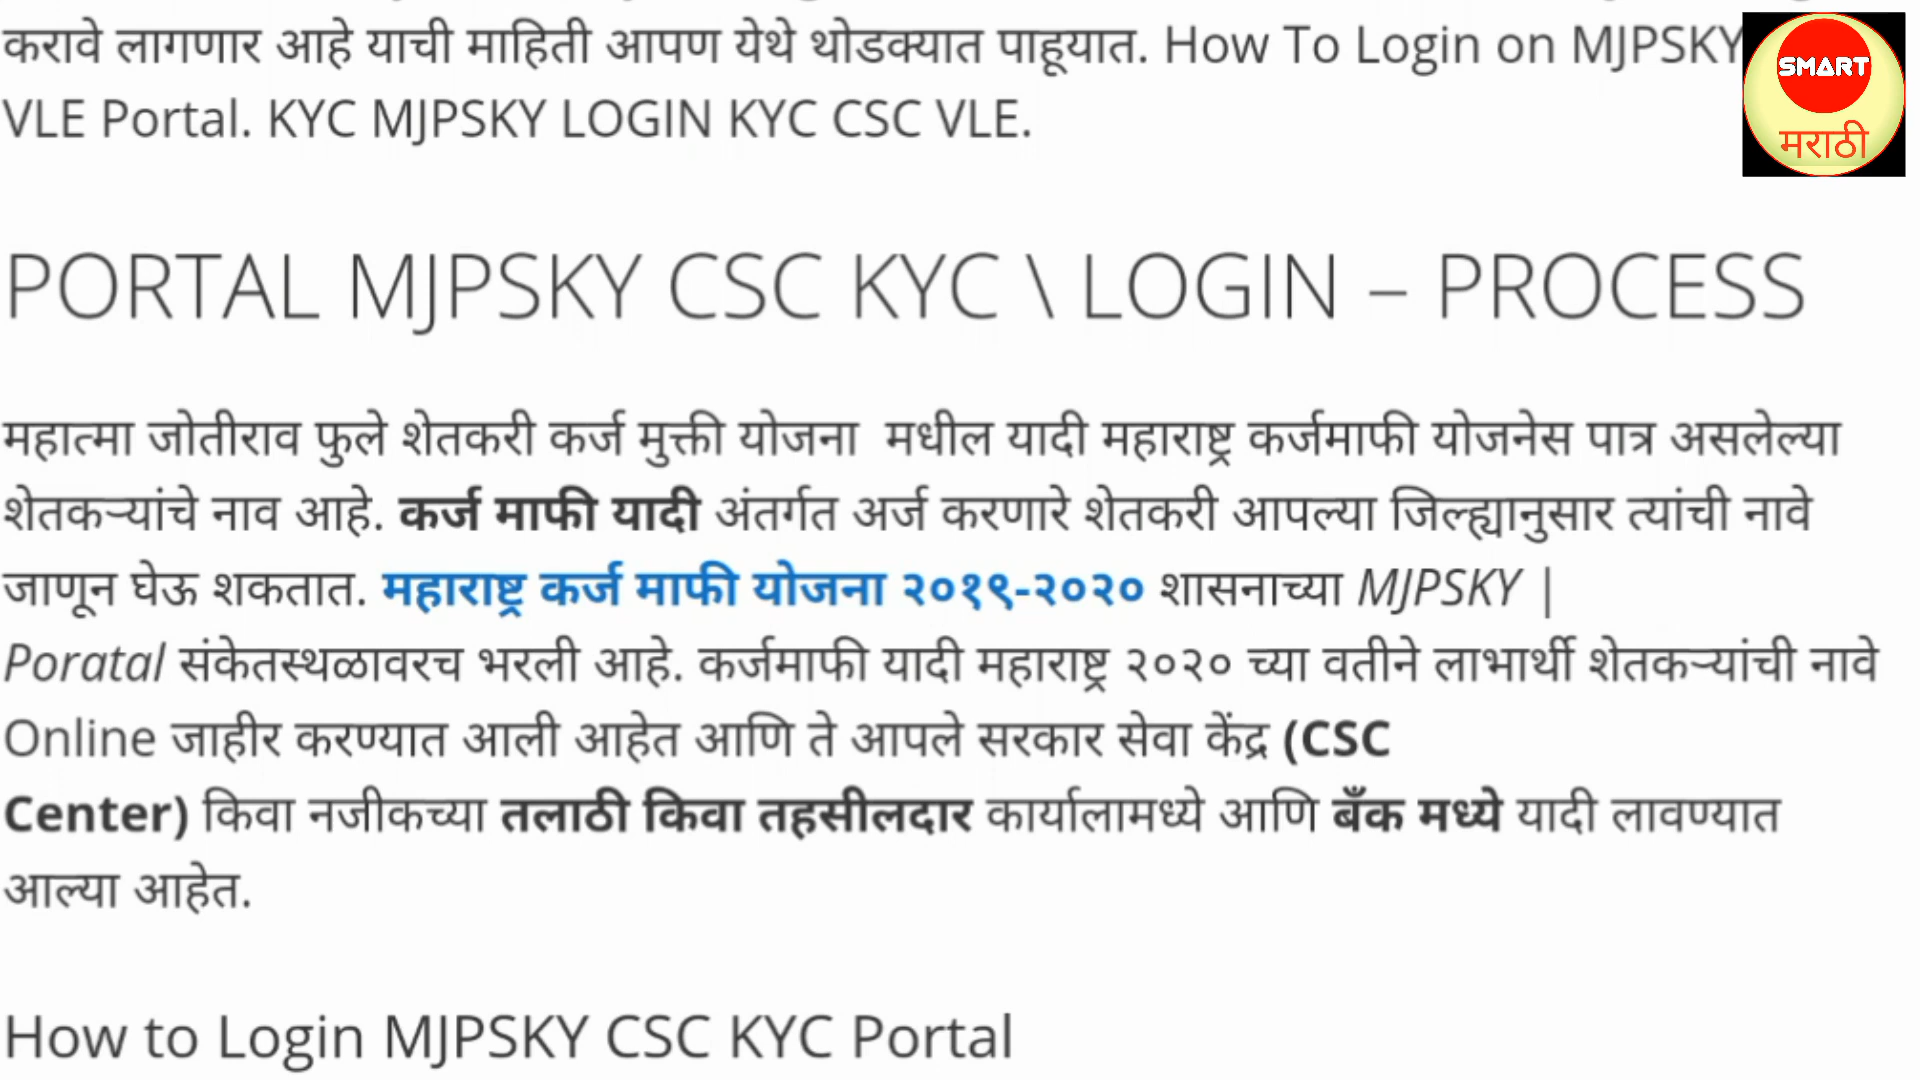 करावे लागणार आहे याची माहिती आपण येथे थोडक्यात पाहूयात. How To Login on MJPSKY
VLE Portal. KYC MJPSKY LOGIN KYC CSC VLE.
SMART
मराठी
PORTAL MJPSKY CSC KYC \ LOGIN – PROCESS
महात्मा जोतीराव फुले शेतकरी कर्ज मुक्ती योजना मधील यादी महाराष्ट्र कर्जमाफी योजनेस पात्र असलेल्या
शेतकऱ्यांचे नाव आहे. कर्ज माफी यादी अंतर्गत अर्ज करणारे शेतकरी आपल्या जिल्ह्यानुसार त्यांची नावे
जाणून घेऊ शकतात. महाराष्ट्र कर्ज माफी योजना २०१९-२०२० शासनाच्या MJPSKY |
Poratal संकेतस्थळावरच भरली आहे. कर्जमाफी यादी महाराष्ट्र २०२० च्या वतीने लाभार्थी शेतकऱ्यांची नावे
Online जाहीर करण्यात आली आहेत आणि ते आपले सरकार सेवा केंद्र (CSC
Center) किवा नजीकच्या तलाठी किवा तहसीलदार कार्यालामध्ये आणि बँक मध्ये यादी लावण्यात
आल्या आहेत.
How to Login MJPSKY CSC KYC Portal